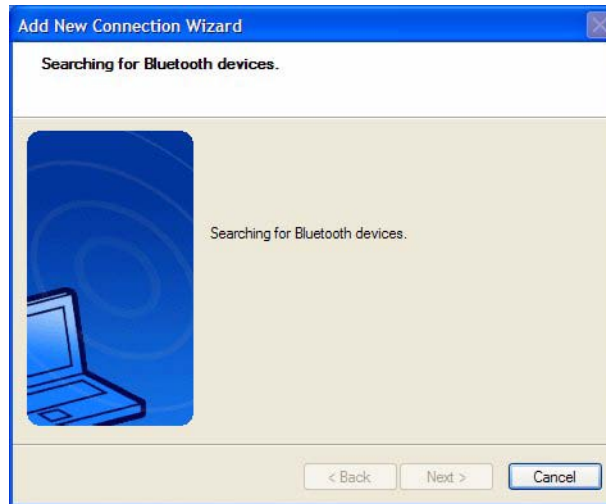 Add New Connection Wizard
Searching for Bluetooth devices.
Searching for Bluetooth devices.
< Back Next > Cancel